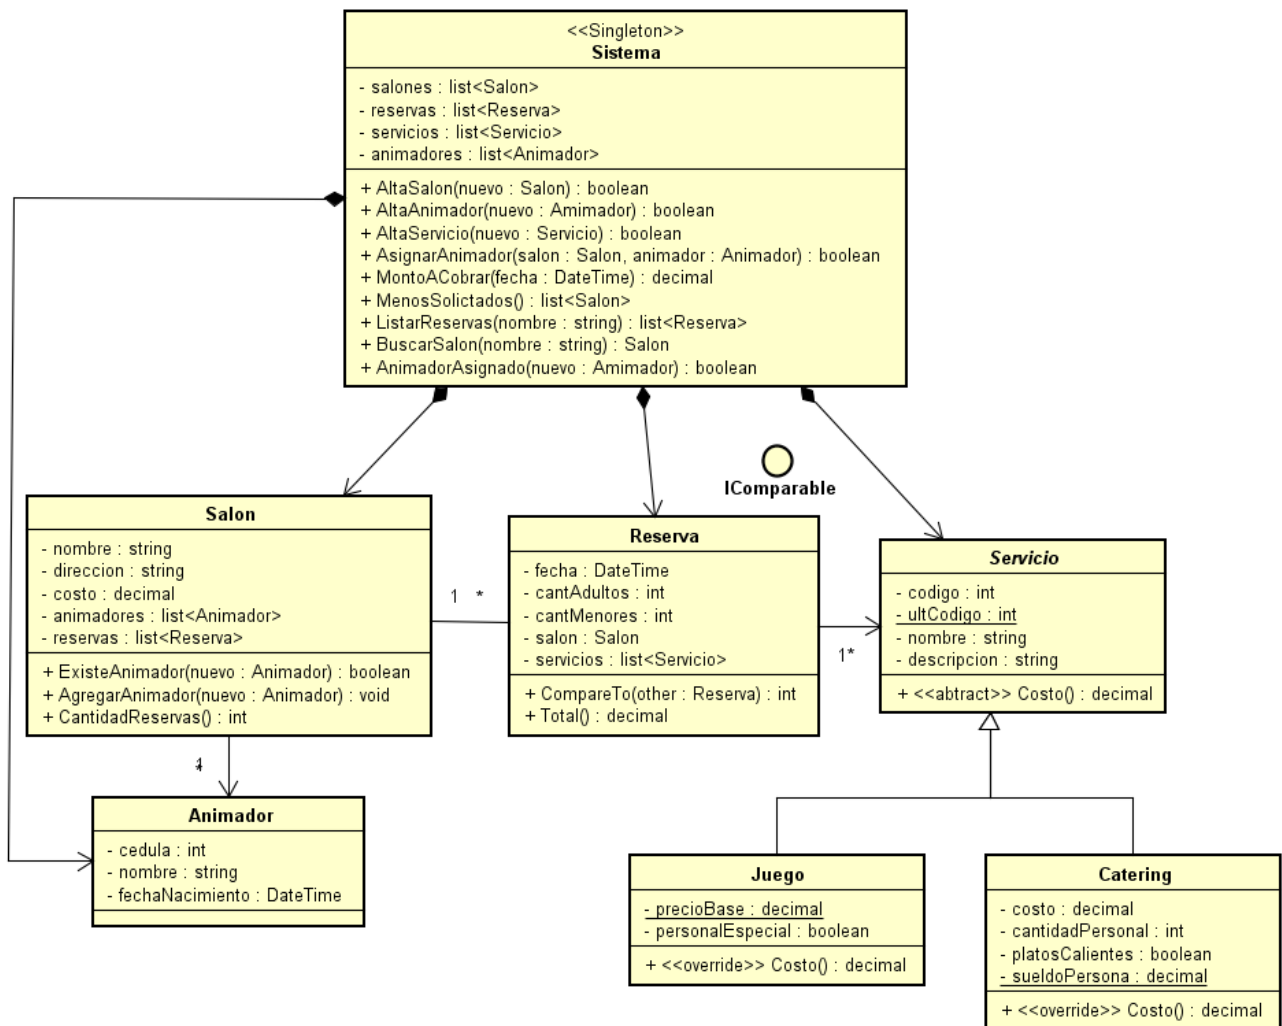 <<Singleton>>
Sistema
- salones : list<Salon>
- reservas : list<Reserva>
- servicios : list<Servicio>
- animadores : list<Animador>
+ AltaSalon(nuevo : Salon) : boolean
+ AltaAnimador(nuevo : Amimador) : boolean
+ AltaServicio(nuevo : Servicio) : boolean
+ AsignarAnimador(salon : Salon, animador : Animador) : boolean
+ MontoACobrar(fecha : DateTime) : decimal
+ MenosSolictados() : list<Salon>
+ ListarReservas(nombre : string) : list<Reserva>
+ BuscarSalon(nombre : string) : Salon
+ AnimadorAsignado(nuevo : Amimador) : boolean
IComparable
Salon
- nombre : string
- direccion : string
- costo : decimal
- animadores : list<Animador>
- reservas : list<Reserva>
+ ExisteAnimador(nuevo : Animador) : boolean
+ AgregarAnimador(nuevo : Animador) : void
+ CantidadReservas() : int
1 *
Reserva
- fecha : DateTime
- cantAdultos : int
- cantMenores : int
- salon : Salon
- servicios : list<Servicio>
+ CompareTo(other : Reserva) : int
+ Total() : decimal
1*
Servicio
- codigo : int
- ultCodigo : int
- nombre : string
- descripcion : string
+ <<abtract>> Costo() : decimal
Animador
- cedula : int
- nombre : string
- fechaNacimiento : DateTime
Juego
- precioBase : decimal
- personalEspecial : boolean
+ <<override>> Costo() : decimal
Catering
- costo : decimal
- cantidadPersonal : int
- platosCalientes : boolean
- sueldoPersona : decimal
+ <<override>> Costo() : decimal